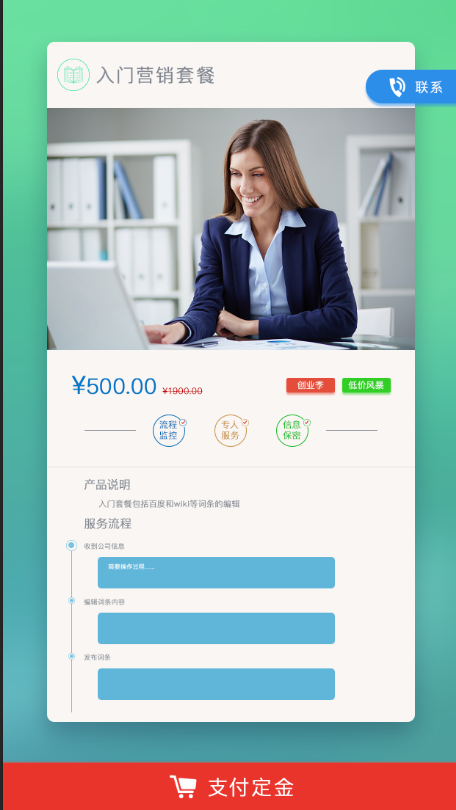 入门营销套餐
联系
¥500.00 ¥1900.00
创业季 低价风暴
流程
监控
专人
服务
信息
保密
产品说明
入门套餐包括百度和wiki等词条的编辑
服务流程
收到公司信息
简要操作过程......
编辑词条内容
发布词条
支付定金